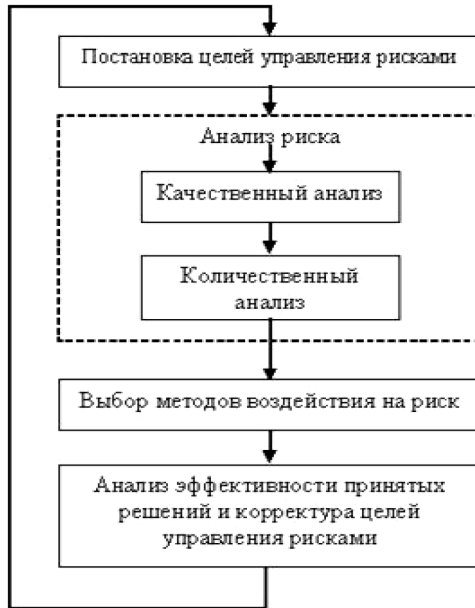 Постановка целей управления рисками
Анализ риска
Качественный анализ
Количественный
анализ
Выбор методов воздействия на риск
Анализ эффективности принятых
решений и корректура целей
управления рисками